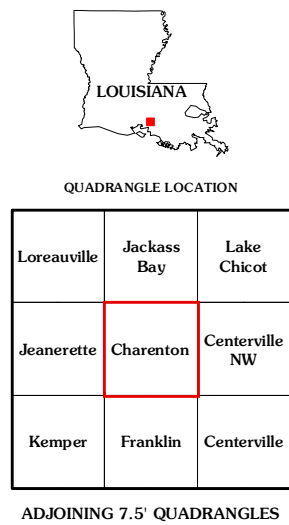 LOUISIANA
QUADRANGLE LOCATION
Loreauville
Jackass
Bay
Lake
Chicot
Jeanerette
Charenton
Centerville
NW
Kemper
Franklin
Centerville
ADJOINING 7.5' QUADRANGLES